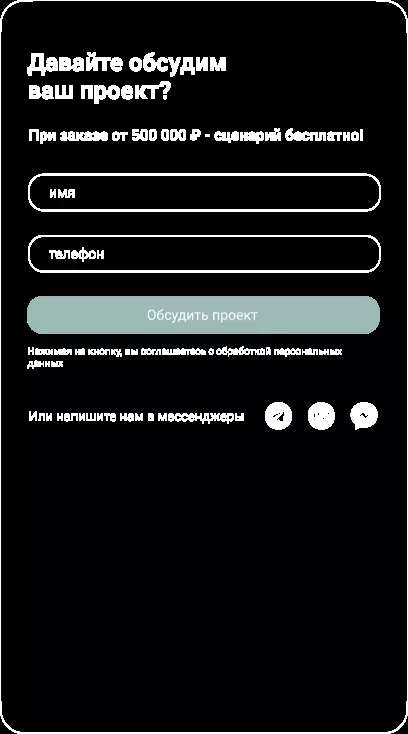 Давайте обсудим
ваш проект?
При заказе от 500 000 ₽ - сценарий бесплатно!
имя
телефон
Обсудить проект
Нажимая на кнопку, вы соглашаетесь с обработкой персональных
данных
Или напишите нам в мессенджеры